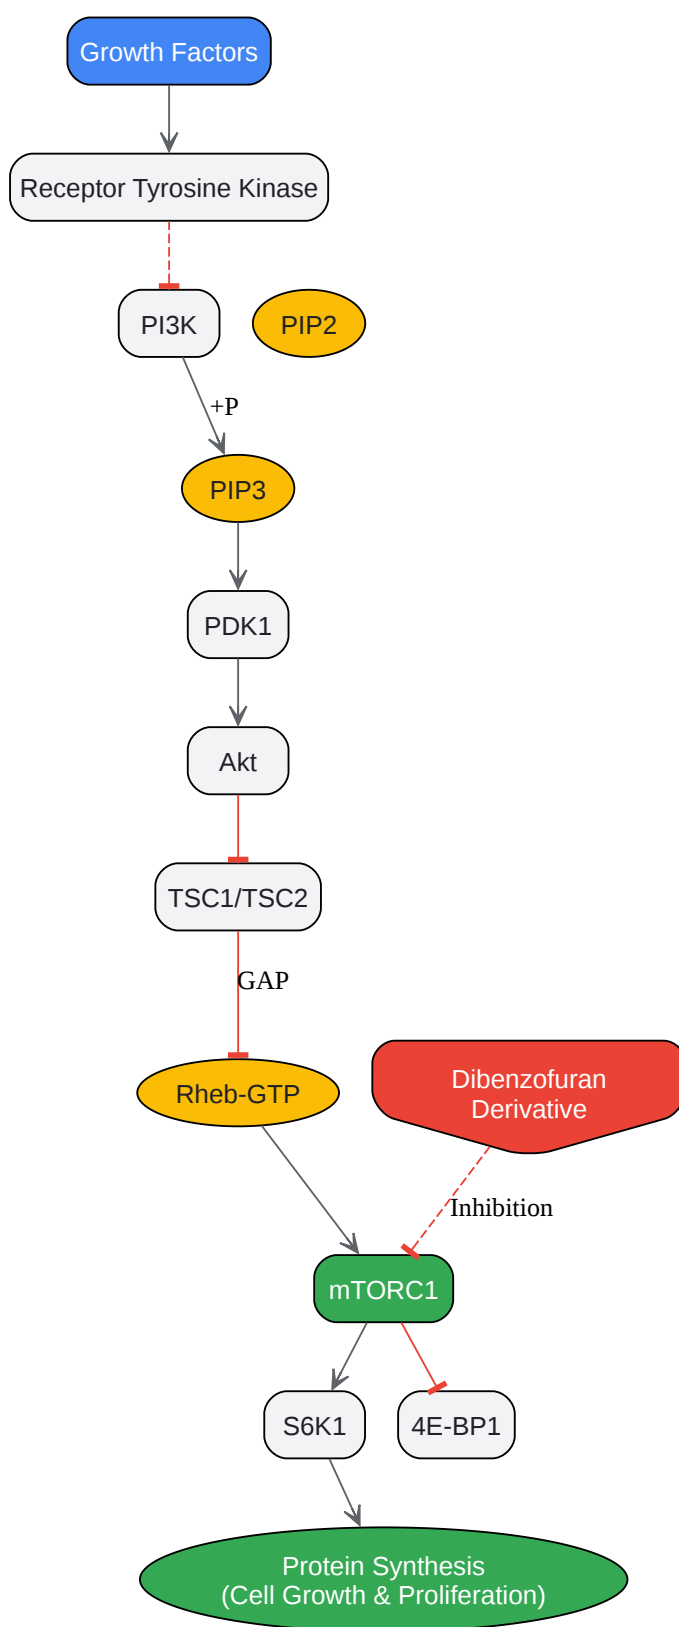 Growth Factors
Receptor Tyrosine Kinase
PI3K
PIP2
+P
PIP3
PDK1
Akt
TSC1/TSC2
GAP
Rheb-GTP
Dibenzofuran
Derivative
Inhibition
mTORC1
S6K1
4E-BP1
Protein Synthesis
(Cell Growth & Proliferation)